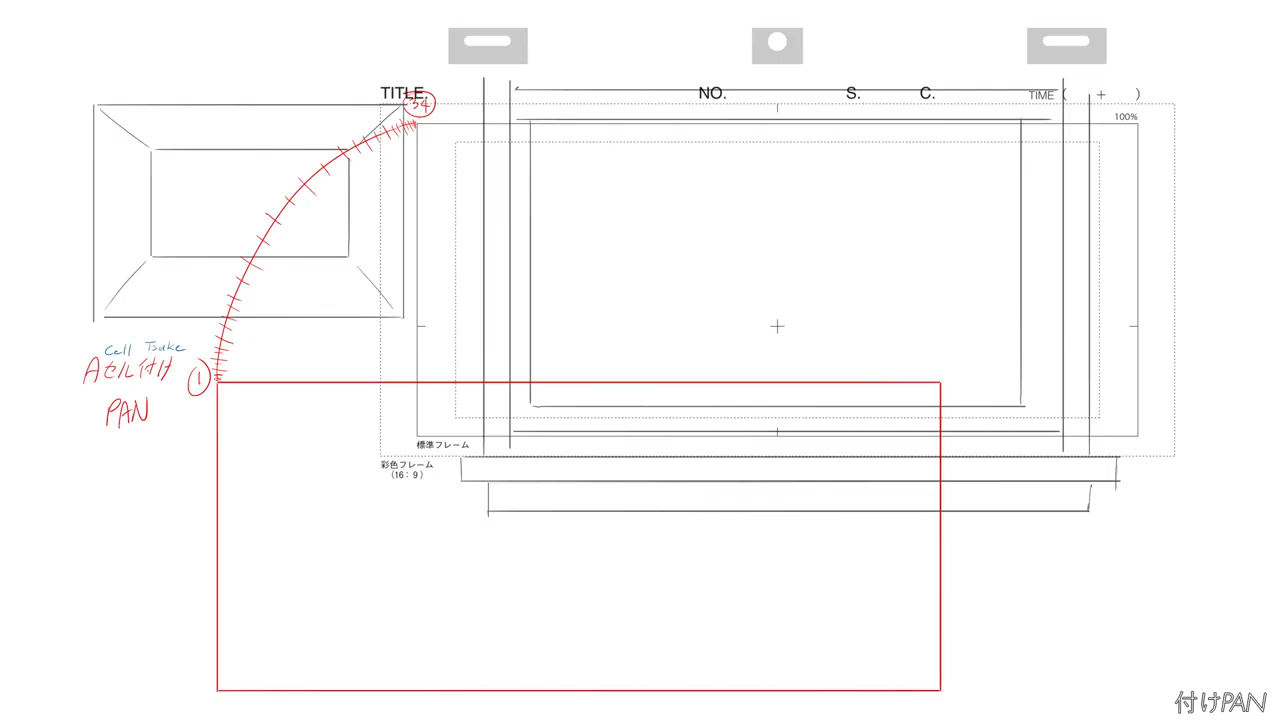 TITLE. NO. S. C. TIME ( + )
34
100%
Cell Tsuke
Aセル付け
①
PAN
標準フレーム
彩色フレーム
(16:9)
付けPAN